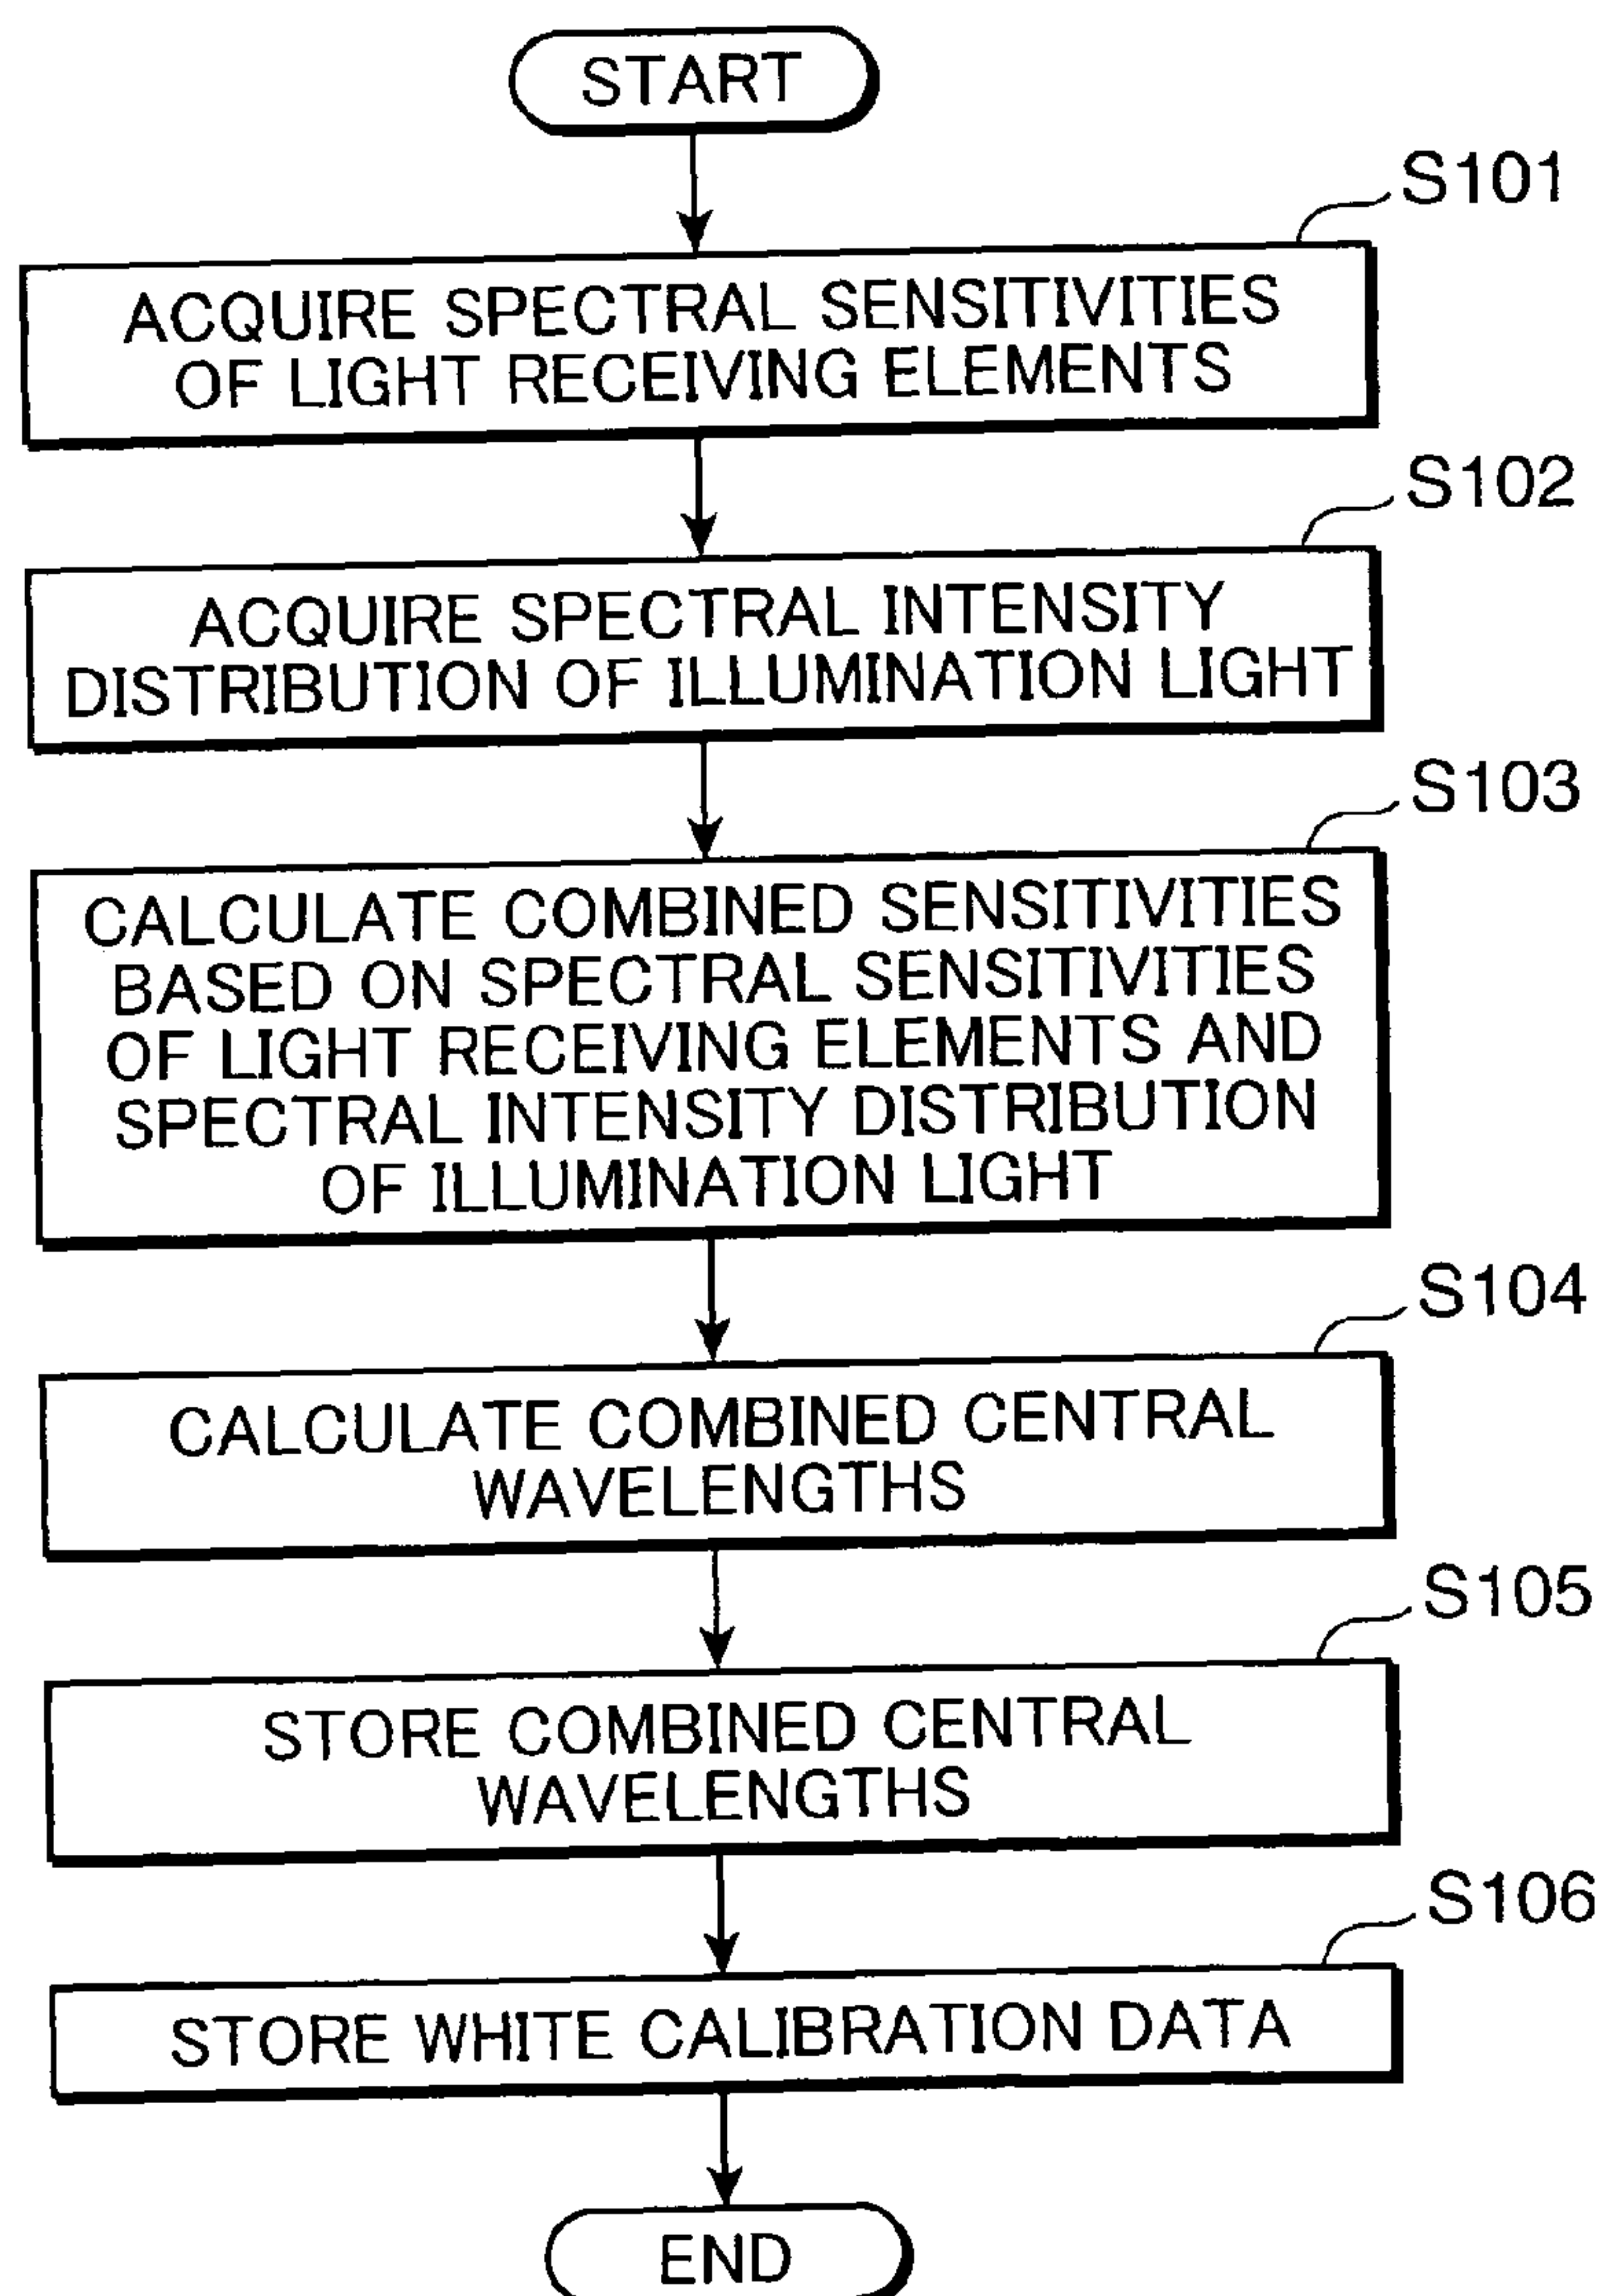 START
S101
ACQUIRE SPECTRAL SENSITIVITIES
OF LIGHT RECEIVING ELEMENTS
S102
ACQUIRE SPECTRAL INTENSITY
DISTRIBUTION OF ILLUMINATION LIGHT
S103
CALCULATE COMBINED SENSITIVITIES
BASED ON SPECTRAL SENSITIVITIES
OF LIGHT RECEIVING ELEMENTS AND
SPECTRAL INTENSITY DISTRIBUTION
OF ILLUMINATION LIGHT
S104
CALCULATE COMBINED CENTRAL
WAVELENGTHS
S105
STORE COMBINED CENTRAL
WAVELENGTHS
S106
STORE WHITE CALIBRATION DATA
END